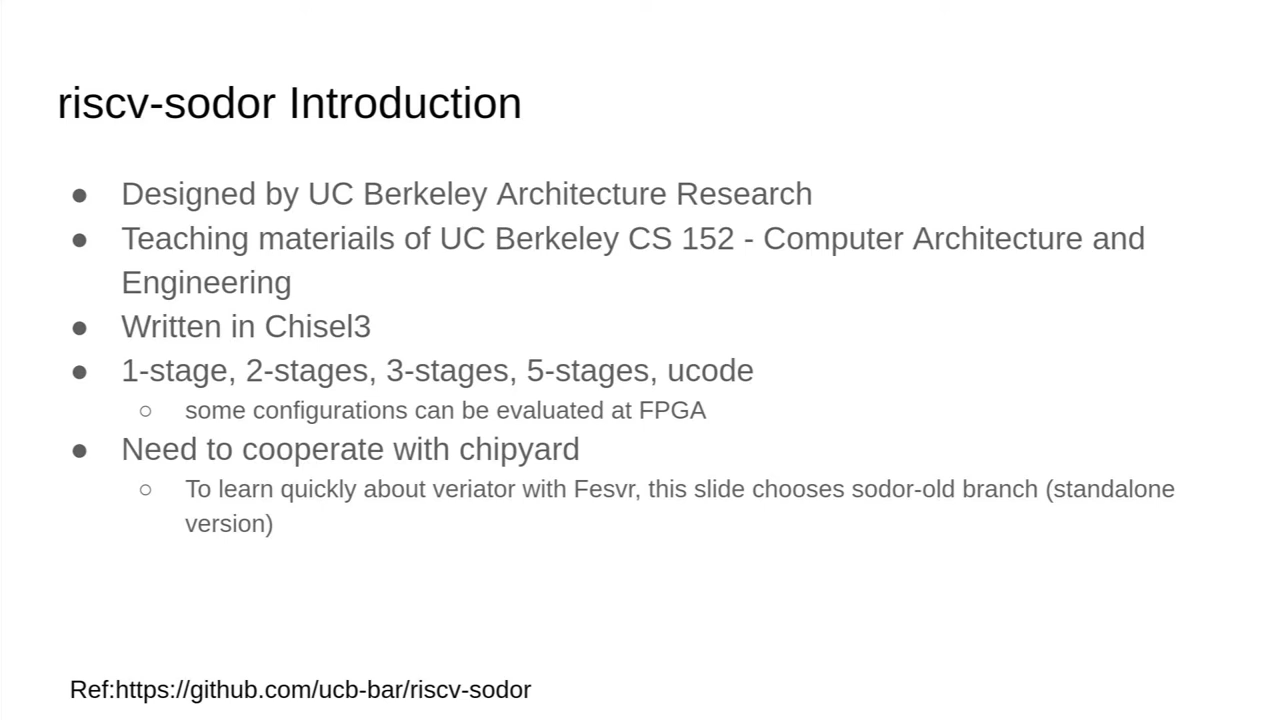 riscv-sodor Introduction
● Designed by UC Berkeley Architecture Research
● Teaching materiails of UC Berkeley CS 152 - Computer Architecture and
Engineering
● Written in Chisel3
● 1-stage, 2-stages, 3-stages, 5-stages, ucode
○ some configurations can be evaluated at FPGA
● Need to cooperate with chipyard
○ To learn quickly about veriator with Fesvr, this slide chooses sodor-old branch (standalone
version)
Ref:https://github.com/ucb-bar/riscv-sodor